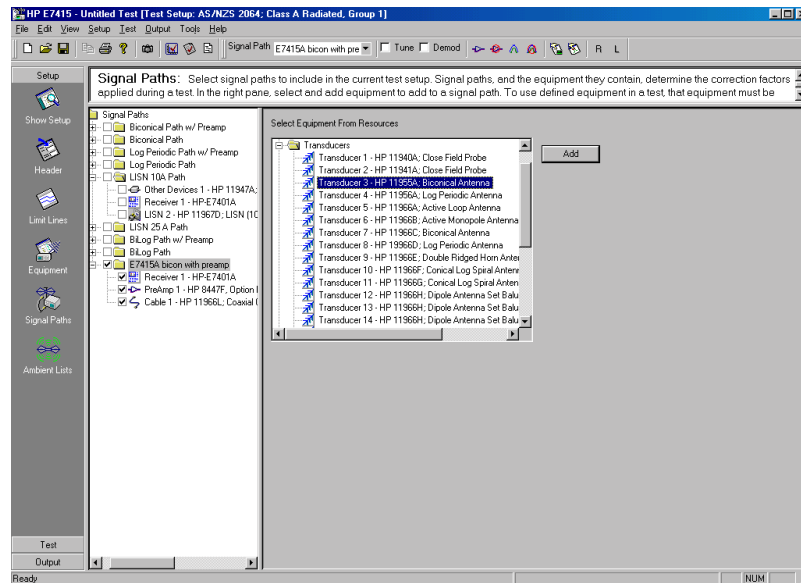 HP E7415 - Untitled Test [Test Setup: AS/NZS 2064; Class A Radiated, Group 1]
File Edit View Setup Test Output Tools Help
Signal Path E7415A bicon with pre Tune Demod R L
Setup
Show Setup
Header
Limit Lines
Equipment
Signal Paths
Ambient Lists
Test
Output
Signal Paths: Select signal paths to include in the current test setup. Signal paths, and the equipment they contain, determine the correction factors
applied during a test. In the right pane, select and add equipment to add to a signal path. To use defined equipment in a test, that equipment must be
Signal Paths
Biconical Path w/ Preamp
Biconical Path
Log Periodic Path w/ Preamp
Log Periodic Path
LISN 10A Path
Other Devices 1 - HP 11947A;
Receiver 1 - HP-E7401A
LISN 2 - HP 11967D; LISN (10
LISN 25 A Path
BiLog Path w/ Preamp
BiLog Path
E7415A bicon with preamp
Receiver 1 - HP-E7401A
PreAmp 1 - HP 8447F, Option
Cable 1 - HP 11966L; Coaxial
Select Equipment From Resources
Transducers
Transducer 1 - HP 11940A; Close Field Probe
Transducer 2 - HP 11941A; Close Field Probe
Transducer 3 - HP 11955A; Biconical Antenna
Transducer 4 - HP 11956A; Log Periodic Antenna
Transducer 5 - HP 11966A; Active Loop Antenna
Transducer 6 - HP 11966B; Active Monopole Antenna
Transducer 7 - HP 11966C; Biconical Antenna
Transducer 8 - HP 19966D; Log Periodic Antenna
Transducer 9 - HP 11966E; Double Ridged Horn Anter
Transducer 10 - HP 11966F; Conical Log Spiral Antenr
Transducer 11 - HP 11966G; Conical Log Spiral Anten
Transducer 12 - HP 11966H; Dipole Antenna Set Balu
Transducer 13 - HP 11966H; Dipole Antenna Set Balu
Transducer 14 - HP 11966H; Dipole Antenna Set Balu
Add
Ready
NUM